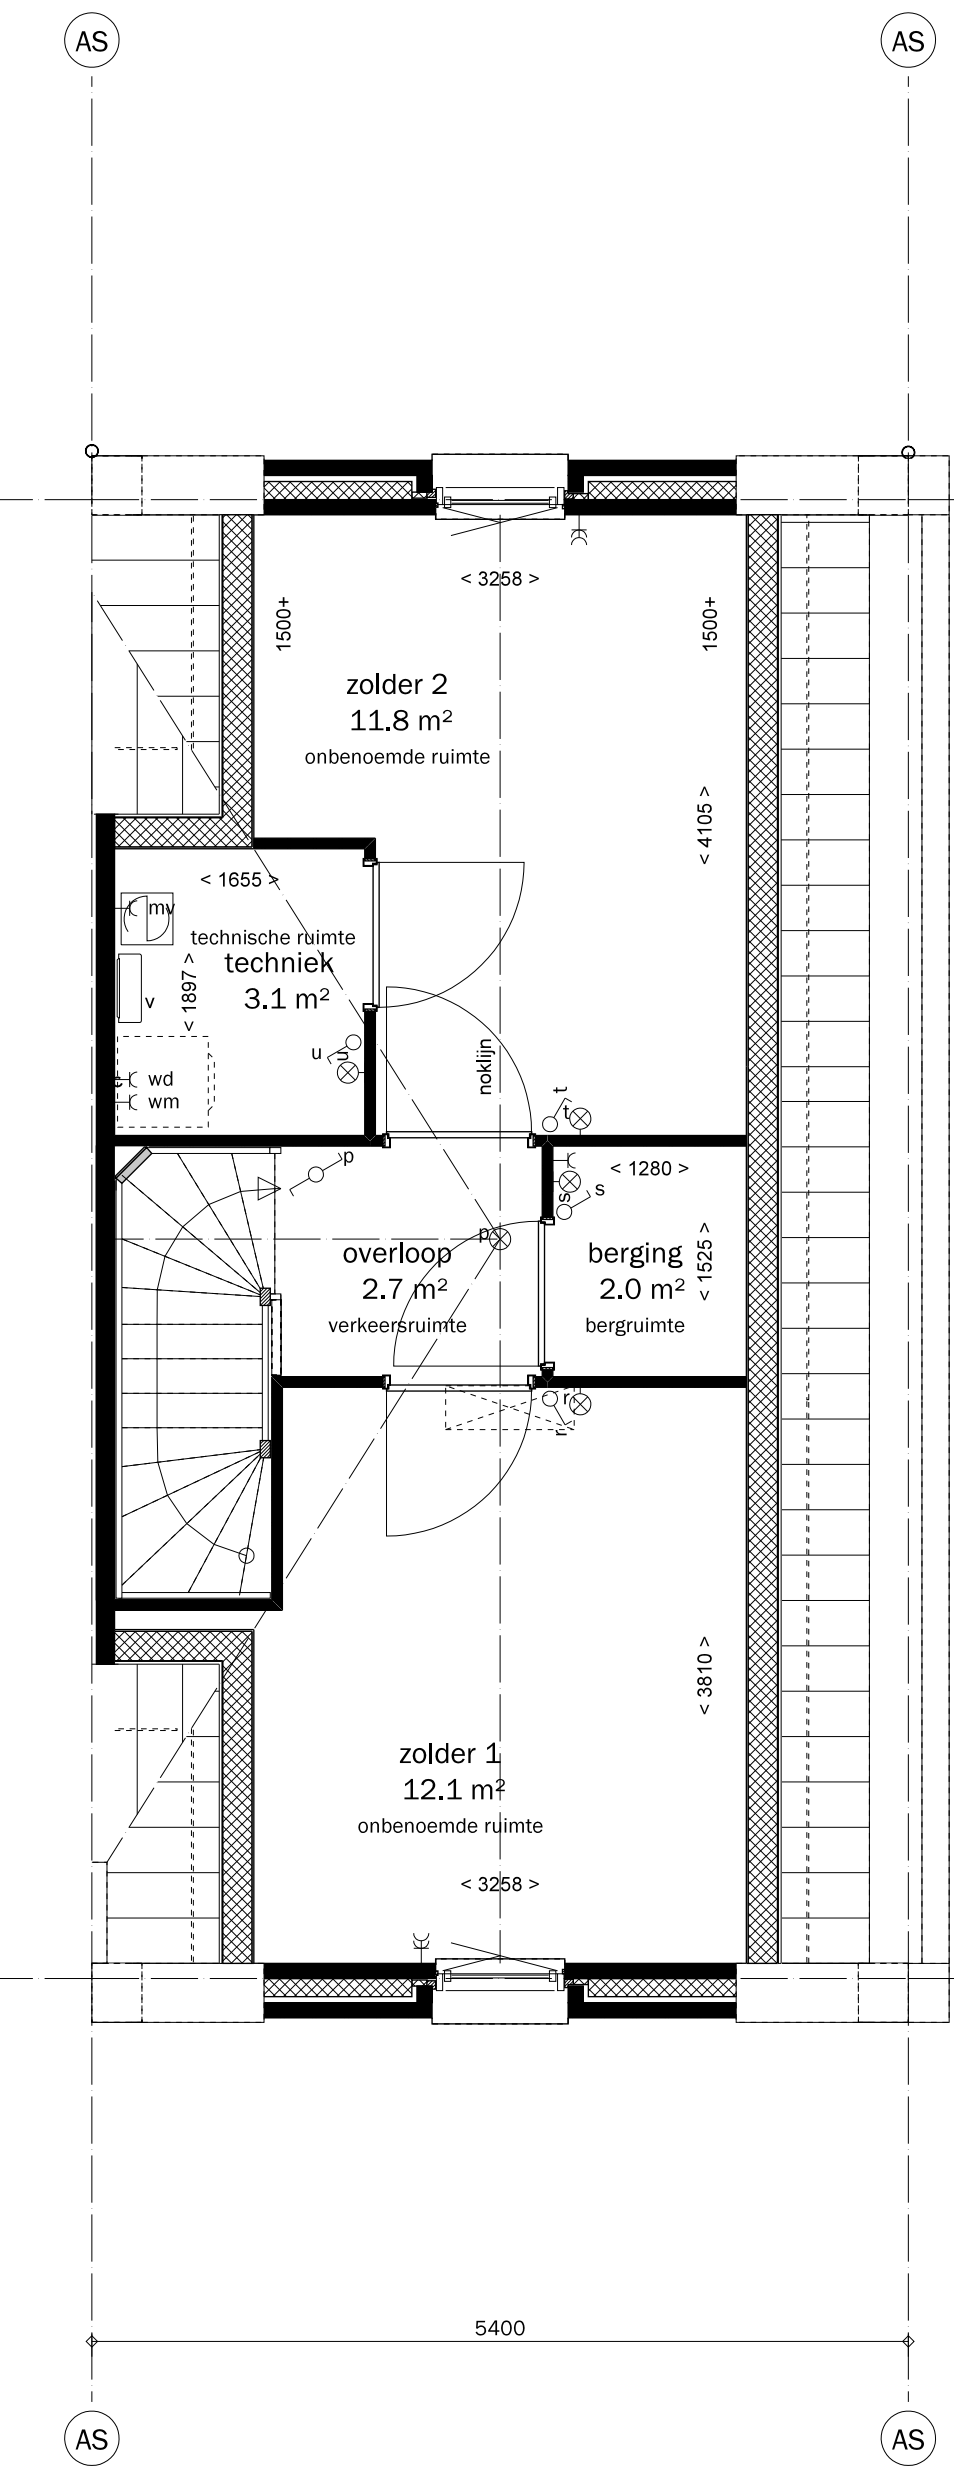 AS
AS
< 3258 >
1500+
1500+
zolder 2
11.8 m²
onbenoemde ruimte
< 4105 >
< 1655 >
mv
technische ruimte
techniek
3.1 m²
< 1897 >
v
u
u
wd
wm
noklijn
t
t
p
< 1280 >
s
s
p
overloop
2.7 m²
verkeersruimte
berging
2.0 m²
bergruimte
< 1525 >
r
r
< 3810 >
zolder 1
12.1 m²
onbenoemde ruimte
< 3258 >
5400
AS
AS